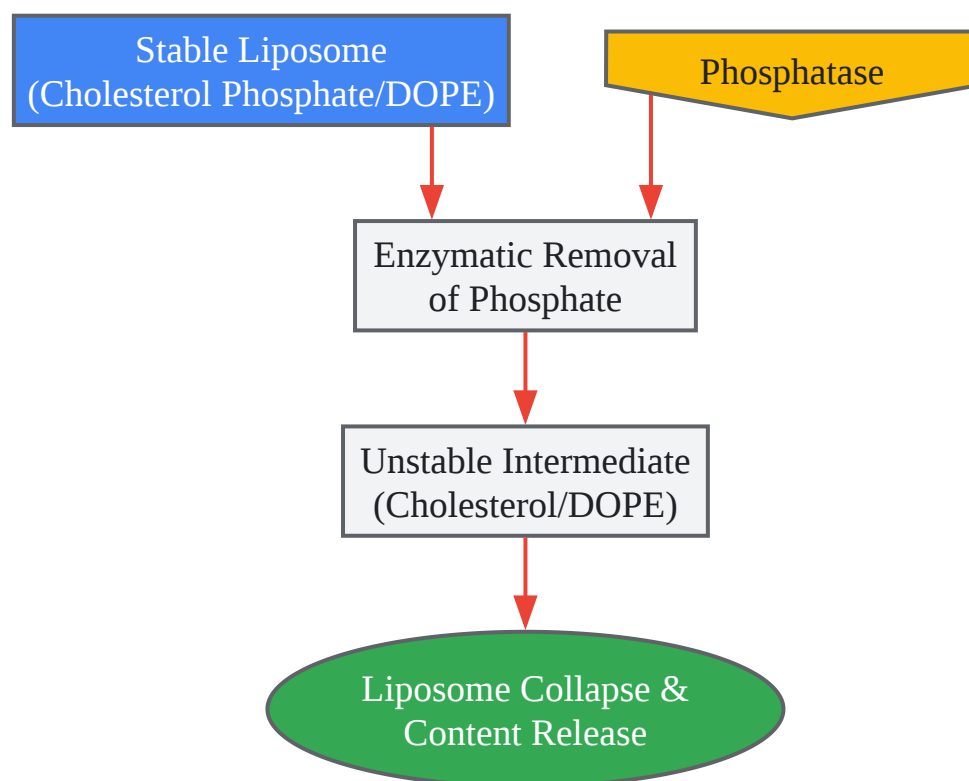 Stable Liposome
(Cholesterol Phosphate/DOPE)
Phosphatase
Enzymatic Removal
of Phosphate
Unstable Intermediate
(Cholesterol/DOPE)
Liposome Collapse &
Content Release